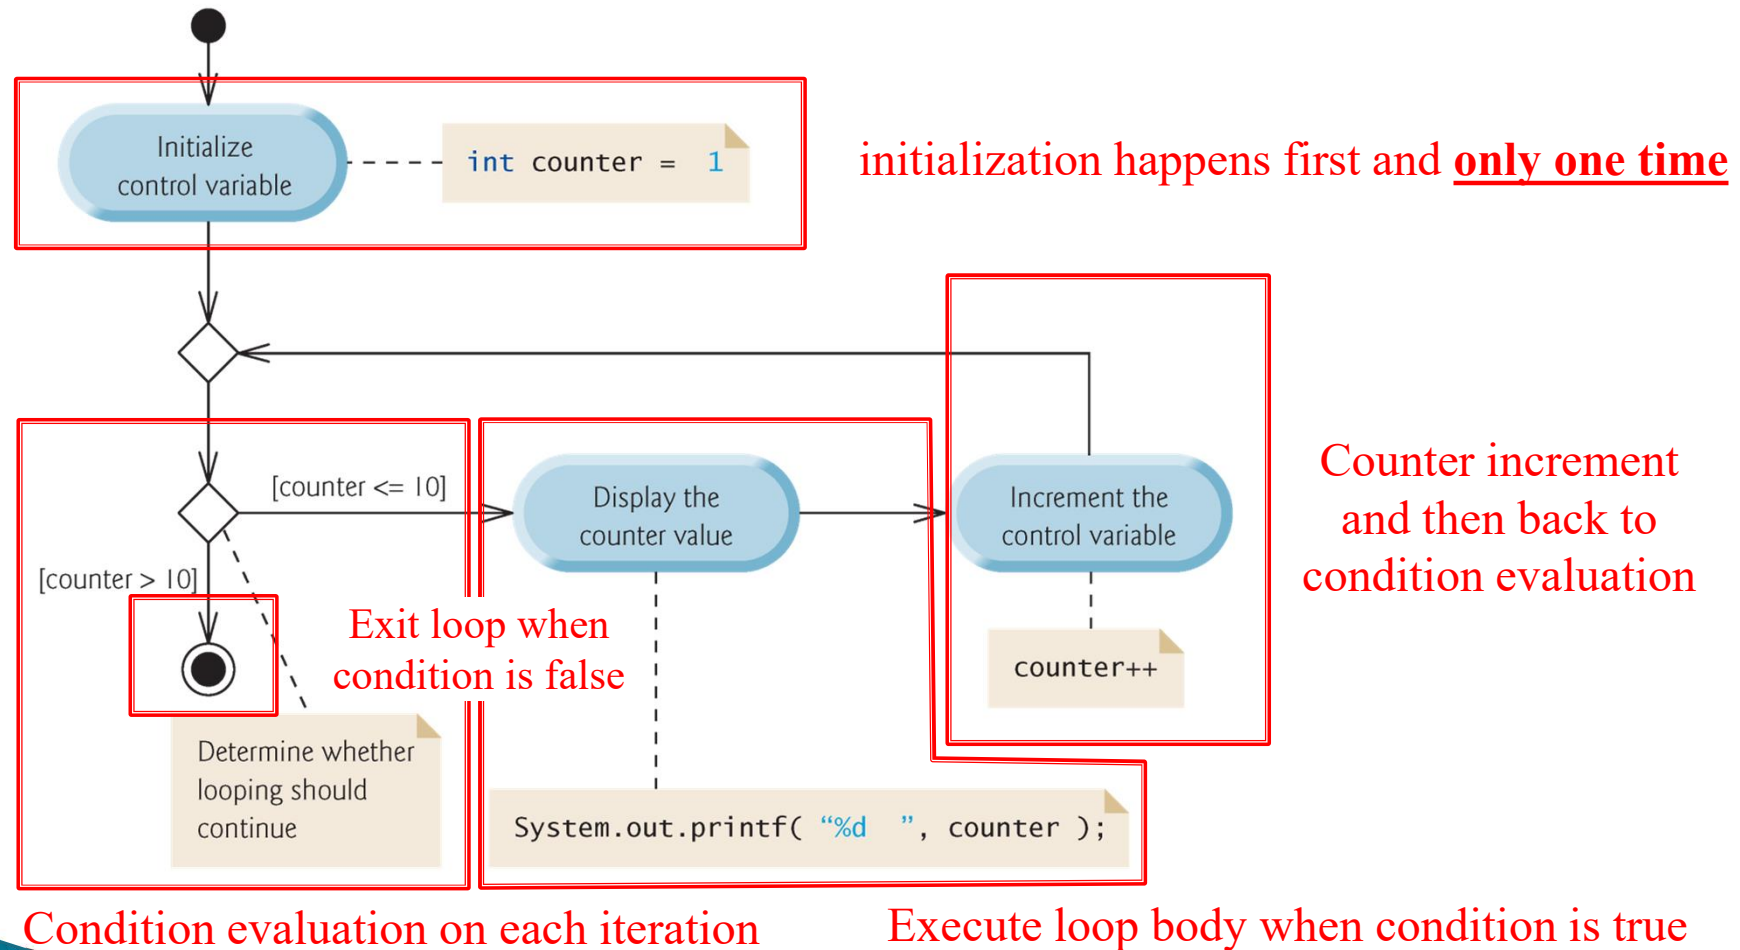 Initialize
control variable
int counter = 1
initialization happens first and only one time
[counter <= 10]
Display the
counter value
Increment the
control variable
Counter increment
and then back to
condition evaluation
[counter > 10]
Exit loop when
condition is false
counter++
Determine whether
looping should
continue
System.out.printf( “%d  ”, counter );
Condition evaluation on each iteration
Execute loop body when condition is true